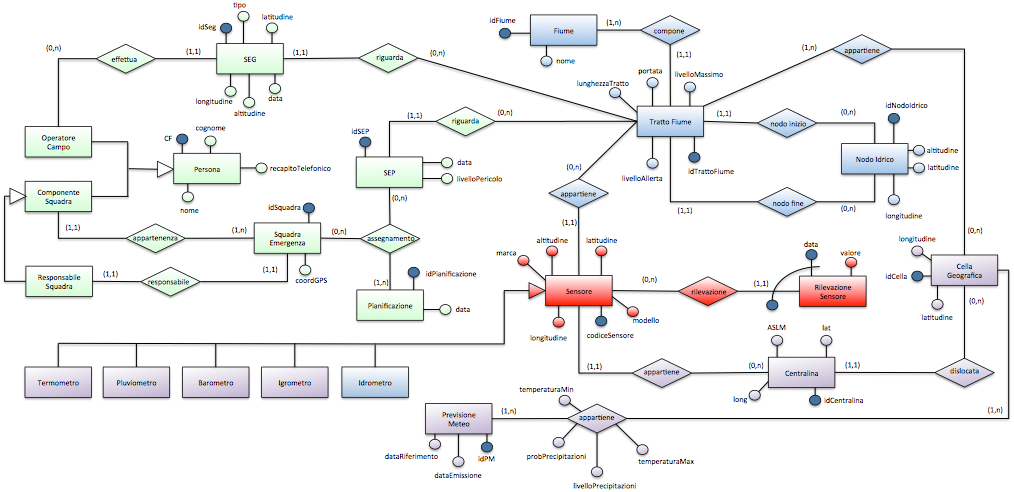 tipo
idSeg
latitudine
(0,n)
effettua
(1,1)
SEG
(1,1)
riguarda
(0,n)
longitudine
altitudine
data
idFiume
Fiume
nome
(1,n)
compone
(1,1)
(1,n)
appartiene
lunghezzaTratto
portata
livelloMassimo
Tratto Fiume
(1,1)
nodo inizio
(0,n)
idNodoIdrico
livelloAllerta
idTrattoFiume
Nodo Idrico
altitudine
latitudine
longitudine
(1,1)
nodo fine
(0,n)
Operatore
Campo
CF
cognome
Persona
recapitoTelefonico
nome
(1,1)
riguarda
(0,n)
idSEP
SEP
data
livelloPericolo
(0,n)
(0,n)
appartiene
(1,1)
Componente
Squadra
(1,1)
appartenenza
(1,n)
idSquadra
Squadra
Emergenza
(0,n)
assegnamento
(1,1)
coordGPS
Responsabile
Squadra
(1,1)
responsabile
(1,n)
idPianificazione
Pianificazione
data
marca
altitudine
latitudine
Sensore
longitudine
codiceSensore
modello
(0,n)
rilevazione
(1,1)
data
valore
Rilevazione
Sensore
(0,n)
longitudine
idCella
latitudine
Cella
Geografica
(0,n)
Termometro
Pluviometro
Barometro
Igrometro
Idrometro
(1,1)
appartiene
(0,n)
ASLM
lat
Centralina
long
idCentralina
(1,1)
dislocata
Previsione
Meteo
dataRiferimento
dataEmissione
idPM
(1,n)
temperaturaMin
appartiene
probPrecipitazioni
livelloPrecipitazioni
temperaturaMax
(1,n)